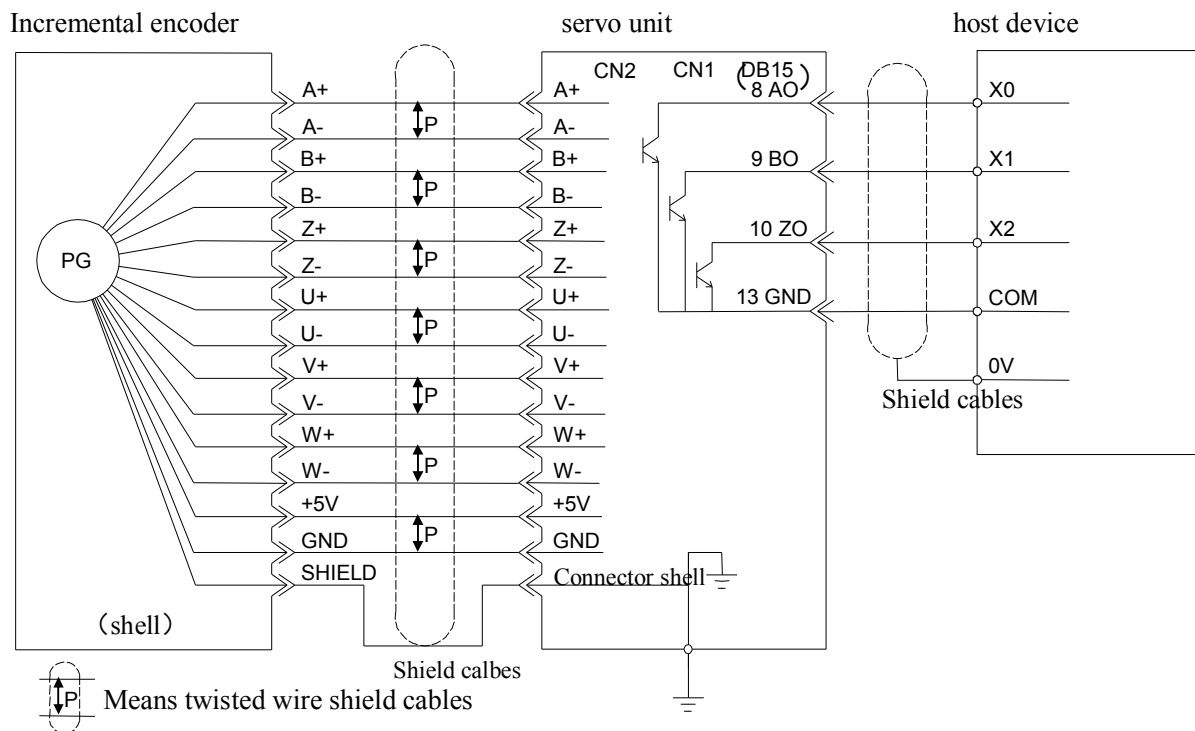 Incremental encoder
servo unit
host device
CN2
CN1
(DB15)
A+
A+
8 AO
X0
P
A-
A-
B+
B+
9 BO
X1
P
B-
B-
Z+
Z+
10 ZO
X2
PG
P
Z-
Z-
U+
U+
13 GND
COM
P
U-
U-
V+
V+
0V
P
Shield cables
V-
V-
W+
W+
P
W-
W-
+5V
+5V
P
GND
GND
SHIELD
Connector shell
(shell)
Shield calbes
P
Means twisted wire shield cables